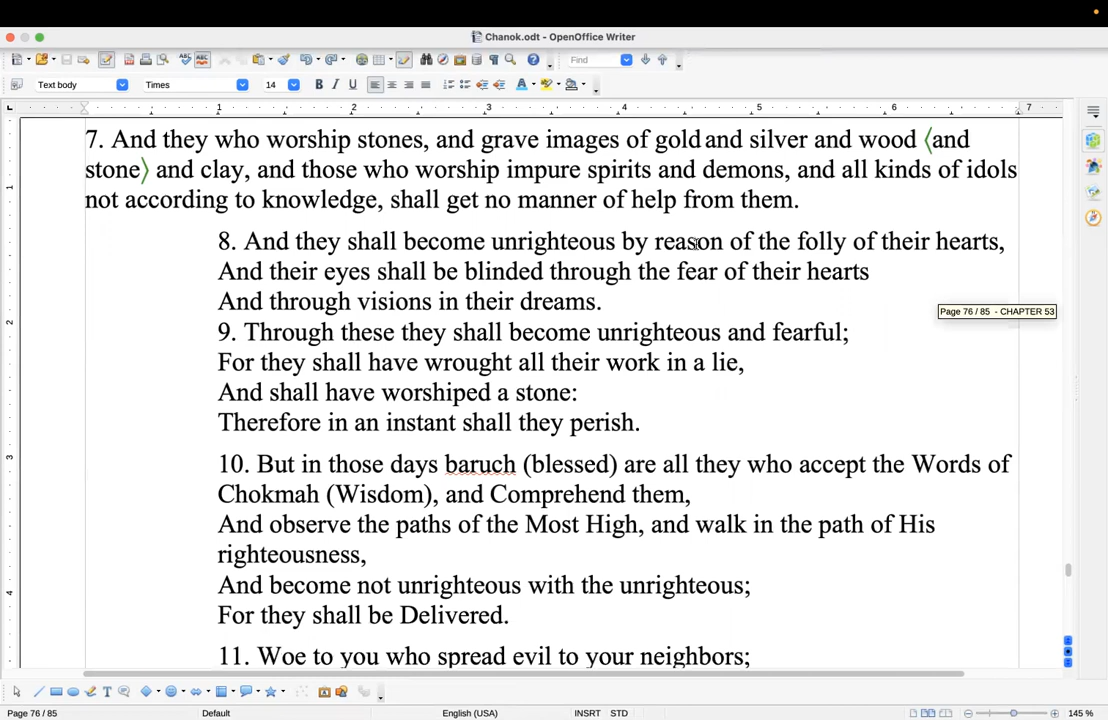 Chanok.odt - OpenOffice Writer
Find
Text body Times 14
1 1 2 3 4 5 6 7
7. And they who worship stones, and grave images of gold and silver and wood ⟨and
stone⟩ and clay, and those who worship impure spirits and demons, and all kinds of idols
not according to knowledge, shall get no manner of help from them.
8. And they shall become unrighteous by reason of the folly of their hearts,
And their eyes shall be blinded through the fear of their hearts
And through visions in their dreams.
Page 76 / 85 - CHAPTER 53
9. Through these they shall become unrighteous and fearful;
For they shall have wrought all their work in a lie,
And shall have worshiped a stone:
Therefore in an instant shall they perish.
10. But in those days baruch (blessed) are all they who accept the Words of
Chokmah (Wisdom), and Comprehend them,
And observe the paths of the Most High, and walk in the path of His
righteousness,
And become not unrighteous with the unrighteous;
For they shall be Delivered.
11. Woe to you who spread evil to your neighbors;
Page 76 / 85 Default English (USA) INSRT STD 145 %